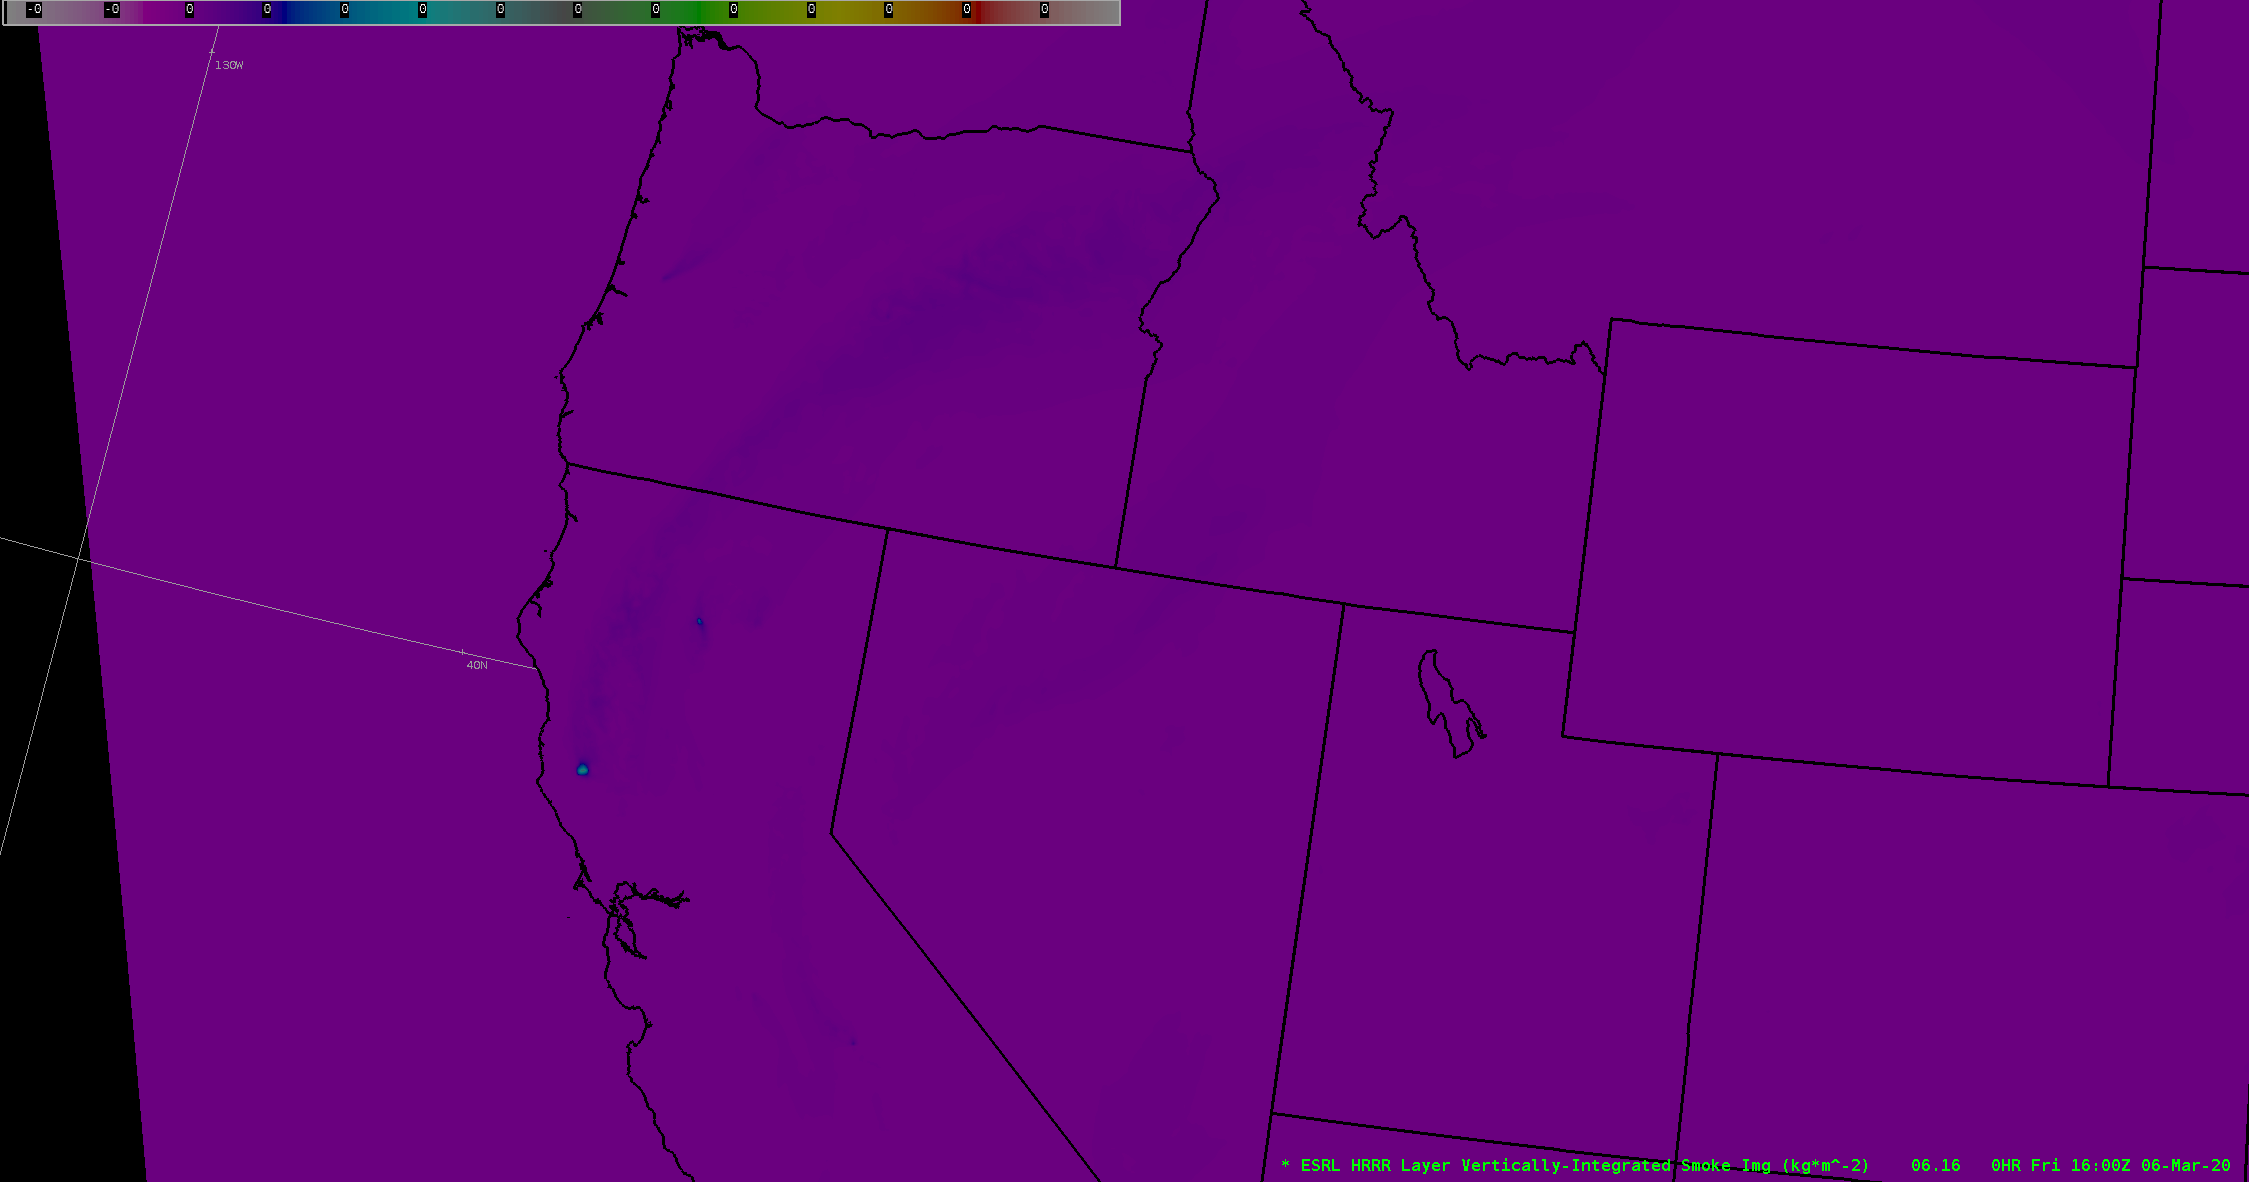 -0 -0 0 0 0 0 0 0 0 0 0 0 0 0
130W
40N
* ESRL HRRR Layer Vertically-Integrated Smoke Img (kg*m^-2) 06.16 0HR Fri 16:00Z 06-Mar-20